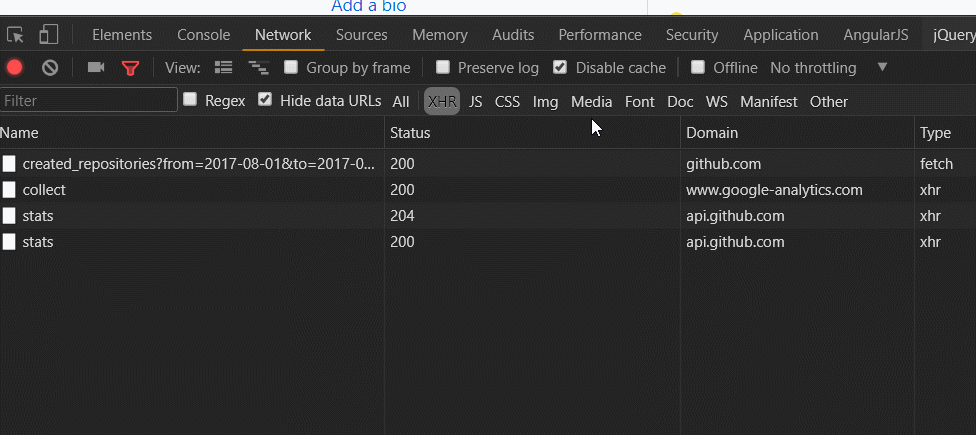 Add a bio
Elements Console Network Sources Memory Audits Performance Security Application AngularJS jQuery
View: Group by frame Preserve log Disable cache Offline No throttling
Filter Regex Hide data URLs All XHR JS CSS Img Media Font Doc WS Manifest Other
Name Status Domain Type
created_repositories?from=2017-08-01&to=2017-0... 200 github.com fetch
collect 200 www.google-analytics.com xhr
stats 204 api.github.com xhr
stats 200 api.github.com xhr